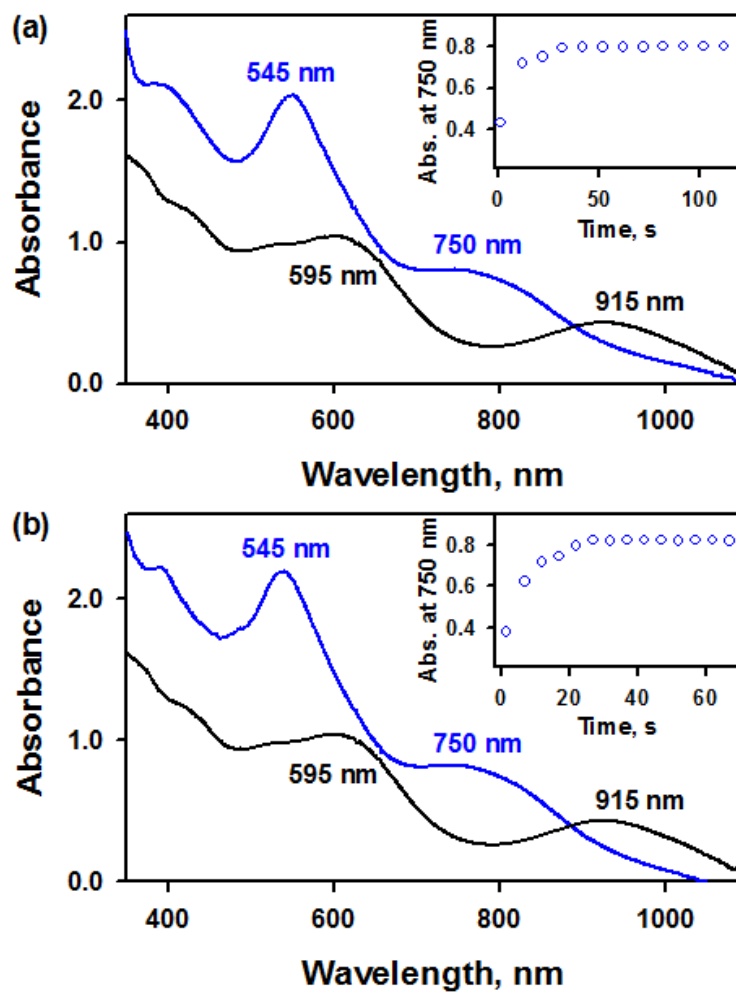 (a)
545 nm
750 nm
595 nm
915 nm
2.0
1.0
0.0
Absorbance
400 600 800 1000
Wavelength, nm
Abs. at 750 nm
0.8
0.6
0.4
0 50 100
Time, s
(b)
545 nm
750 nm
595 nm
915 nm
2.0
1.0
0.0
Absorbance
400 600 800 1000
Wavelength, nm
Abs. at 750 nm
0.8
0.6
0.4
0 20 40 60
Time, s